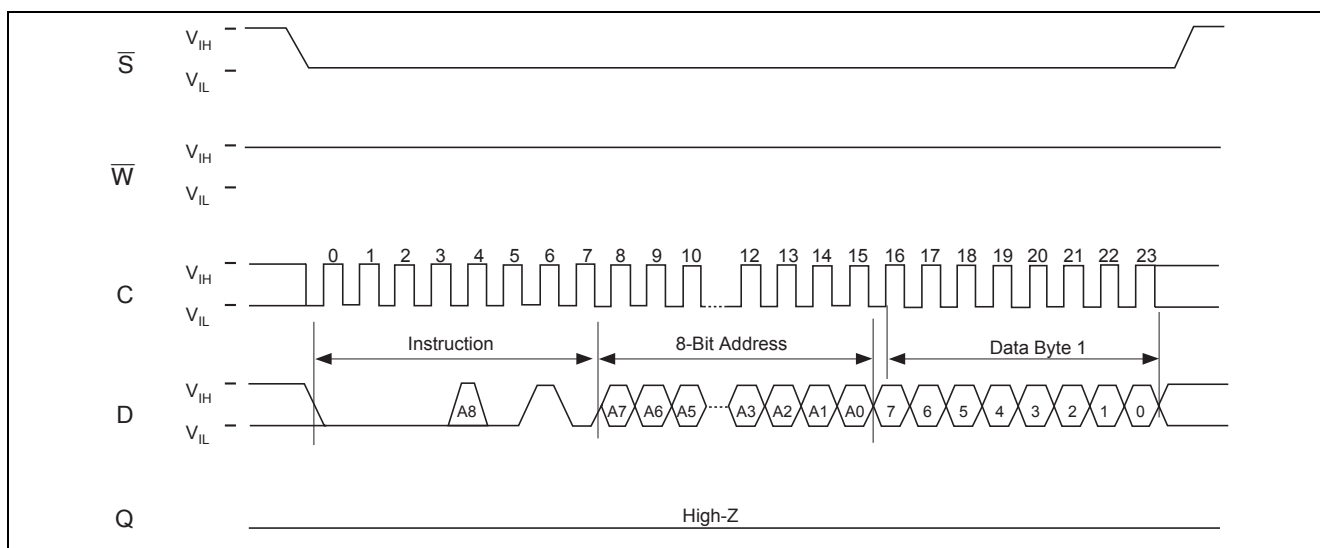 S̅
V_IH
V_IL
W̅
V_IH
V_IL
C
V_IH
V_IL
0 1 2 3 4 5 6 7 8 9 10 12 13 14 15 16 17 18 19 20 21 22 23
Instruction 8-Bit Address Data Byte 1
D
V_IH
V_IL
A8 A7 A6 A5 A3 A2 A1 A0 7 6 5 4 3 2 1 0
Q
High-Z